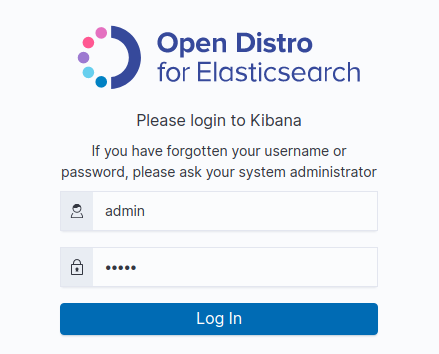 Open Distro
for Elasticsearch
Please login to Kibana
If you have forgotten your username or
password, please ask your system administrator
admin
•••••
Log In